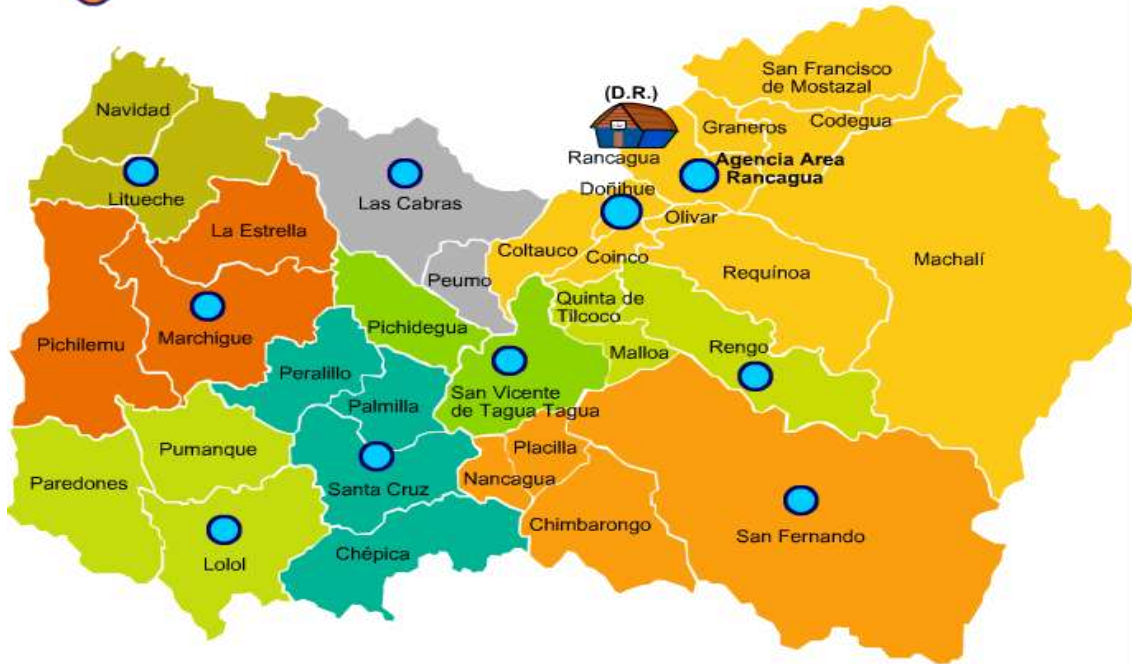 San Francisco
de Mostazal
(D.R.)
Navidad
Graneros
Codegua
Rancagua
Agencia Area
Rancagua
Doñihue
Litueche
Las Cabras
Olivar
La Estrella
Coltauco
Coinco
Requínoa
Machalí
Peumo
Quinta de
Tilcoco
Pichidegua
Pichilemu
Marchigue
Malloa
Rengo
Peralillo
San Vicente
de Tagua Tagua
Palmilla
Pumanque
Placilla
Paredones
Nancagua
Santa Cruz
Chimbarongo
San Fernando
Chépica
Lolol